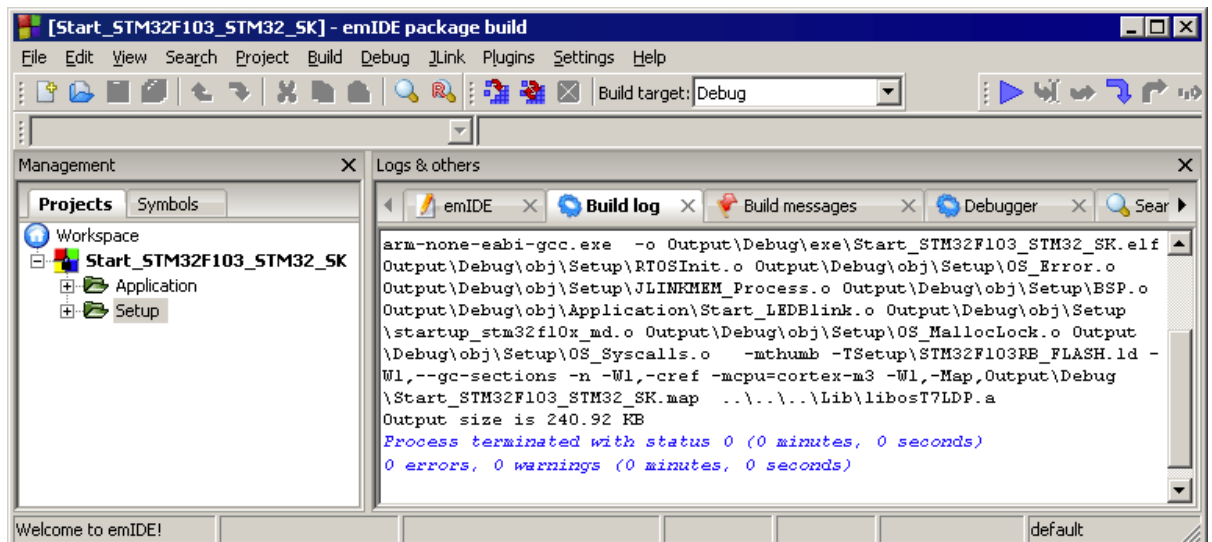 [Start_STM32F103_STM32_SK] - emIDE package build
File Edit View Search Project Build Debug JLink Plugins Settings Help
Build target: Debug
Management
Logs & others
Projects Symbols
emIDE Build log Build messages Debugger Sear
Workspace
Start_STM32F103_STM32_SK
Application
Setup
arm-none-eabi-gcc.exe  -o Output\Debug\exe\Start_STM32F103_STM32_SK.elf
Output\Debug\obj\Setup\RTOSInit.o Output\Debug\obj\Setup\OS_Error.o
Output\Debug\obj\Setup\JLINKMEM_Process.o Output\Debug\obj\Setup\BSP.o
Output\Debug\obj\Application\Start_LEDBlink.o Output\Debug\obj\Setup
\startup_stm32f10x_md.o Output\Debug\obj\Setup\OS_MallocLock.o Output
\Debug\obj\Setup\OS_Syscalls.o   -mthumb -TSetup\STM32F103RB_FLASH.ld -
Wl,--gc-sections -n -Wl,-cref -mcpu=cortex-m3 -Wl,-Map,Output\Debug
\Start_STM32F103_STM32_SK.map  ..\..\..\Lib\libosT7LDP.a
Output size is 240.92 KB
Process terminated with status 0 (0 minutes, 0 seconds)
0 errors, 0 warnings (0 minutes, 0 seconds)
Welcome to emIDE!
default